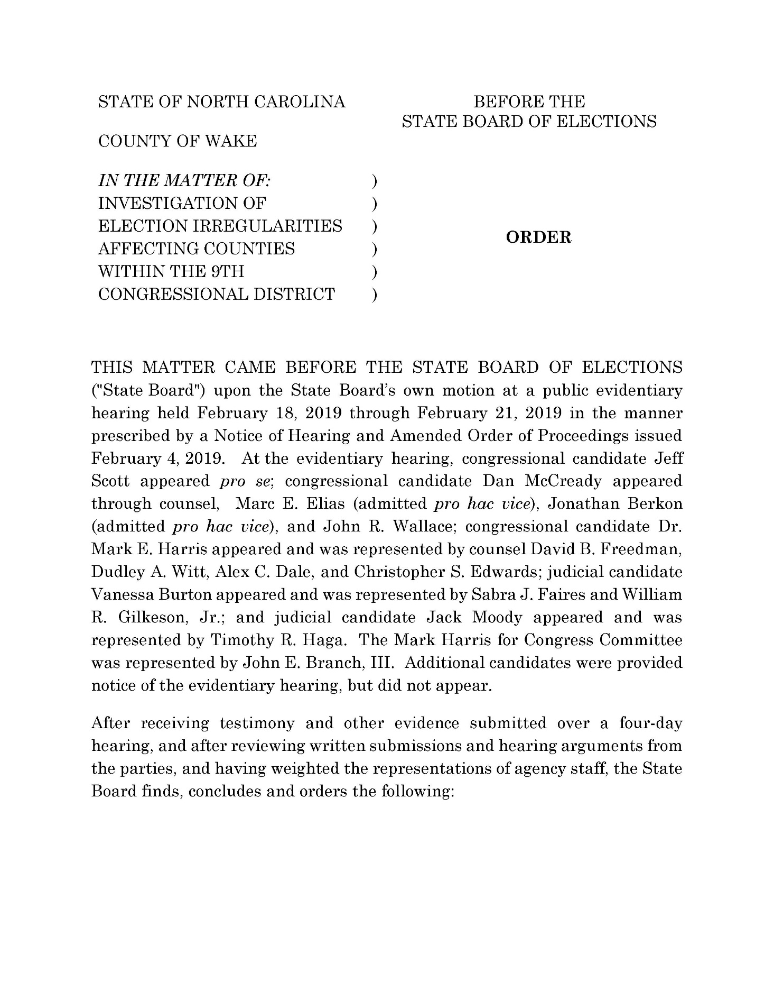 STATE OF NORTH CAROLINA
BEFORE THE
STATE BOARD OF ELECTIONS
COUNTY OF WAKE
IN THE MATTER OF: )
INVESTIGATION OF )
ELECTION IRREGULARITIES )
AFFECTING COUNTIES )
WITHIN THE 9TH )
CONGRESSIONAL DISTRICT )
ORDER
THIS MATTER CAME BEFORE THE STATE BOARD OF ELECTIONS
("State Board") upon the State Board’s own motion at a public evidentiary
hearing held February 18, 2019 through February 21, 2019 in the manner
prescribed by a Notice of Hearing and Amended Order of Proceedings issued
February 4, 2019. At the evidentiary hearing, congressional candidate Jeff
Scott appeared pro se; congressional candidate Dan McCready appeared
through counsel, Marc E. Elias (admitted pro hac vice), Jonathan Berkon
(admitted pro hac vice), and John R. Wallace; congressional candidate Dr.
Mark E. Harris appeared and was represented by counsel David B. Freedman,
Dudley A. Witt, Alex C. Dale, and Christopher S. Edwards; judicial candidate
Vanessa Burton appeared and was represented by Sabra J. Faires and William
R. Gilkeson, Jr.; and judicial candidate Jack Moody appeared and was
represented by Timothy R. Haga. The Mark Harris for Congress Committee
was represented by John E. Branch, III. Additional candidates were provided
notice of the evidentiary hearing, but did not appear.
After receiving testimony and other evidence submitted over a four-day
hearing, and after reviewing written submissions and hearing arguments from
the parties, and having weighted the representations of agency staff, the State
Board finds, concludes and orders the following: